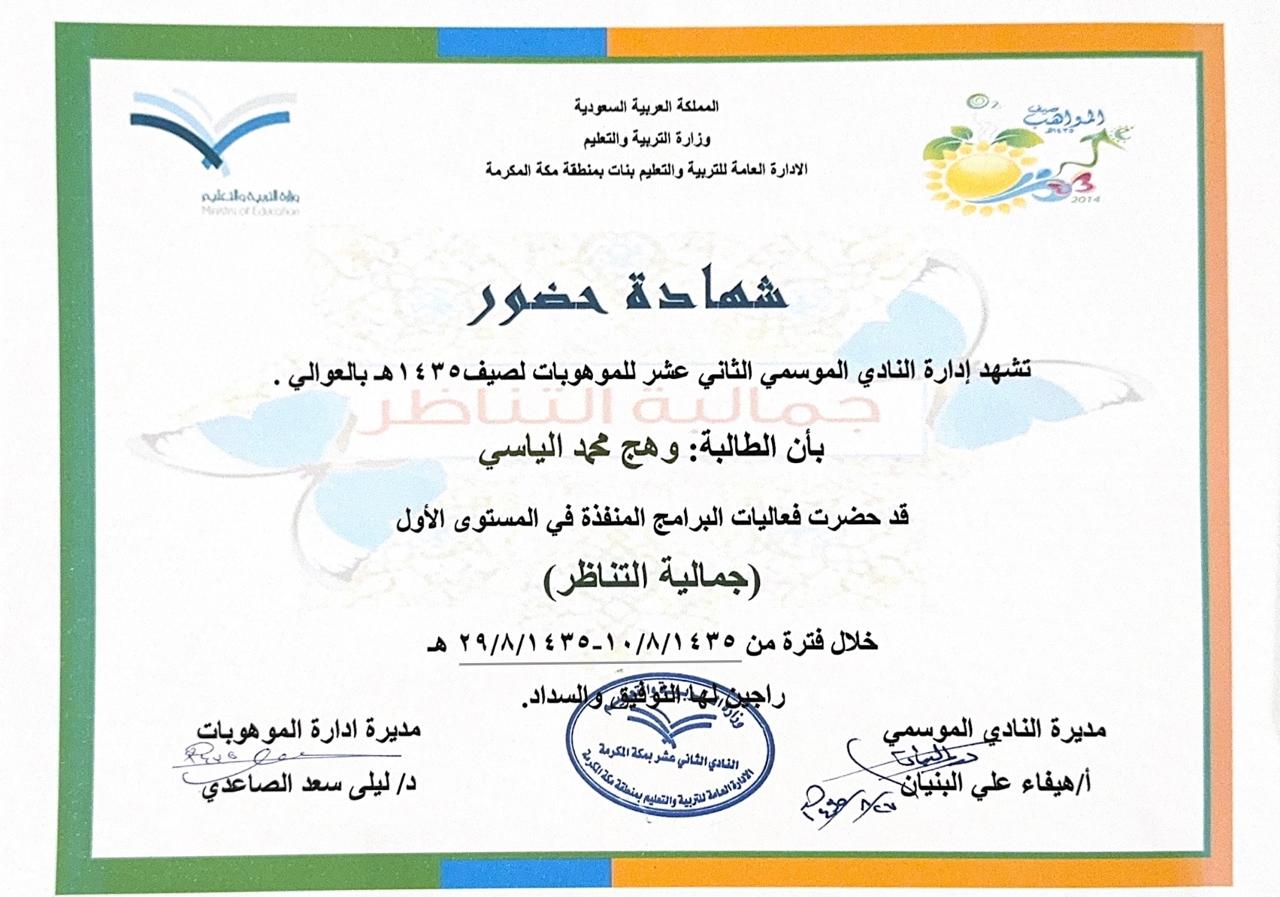 المملكة العربية السعودية
وزارة التربية والتعليم
الادارة العامة للتربية والتعليم بنات بمنطقة مكة المكرمة
المواهب
صيف
١٤٣٥هـ
2014
وزارة التربية والتعليم
Ministry of Education
شهادة حضور
تشهد إدارة النادي الموسمي الثاني عشر للموهوبات لصيف١٤٣٥هـ بالعوالي .
جمالية التناظر
بأن الطالبة: وهج محمد الياسي
قد حضرت فعاليات البرامج المنفذة في المستوى الأول
(جمالية التناظر)
خلال فترة من ١٠/٨/١٤٣٥-٢٩/٨/١٤٣٥ هـ
راجين لها التوفيق والسداد.
مديرة النادي الموسمي
أ/هيفاء علي البنيان
مديرة ادارة الموهوبات
د/ ليلى سعد الصاعدي
النادي الثاني عشر بمكة المكرمة
الادارة العامة للتربية والتعليم بمنطقة مكة المكرمة